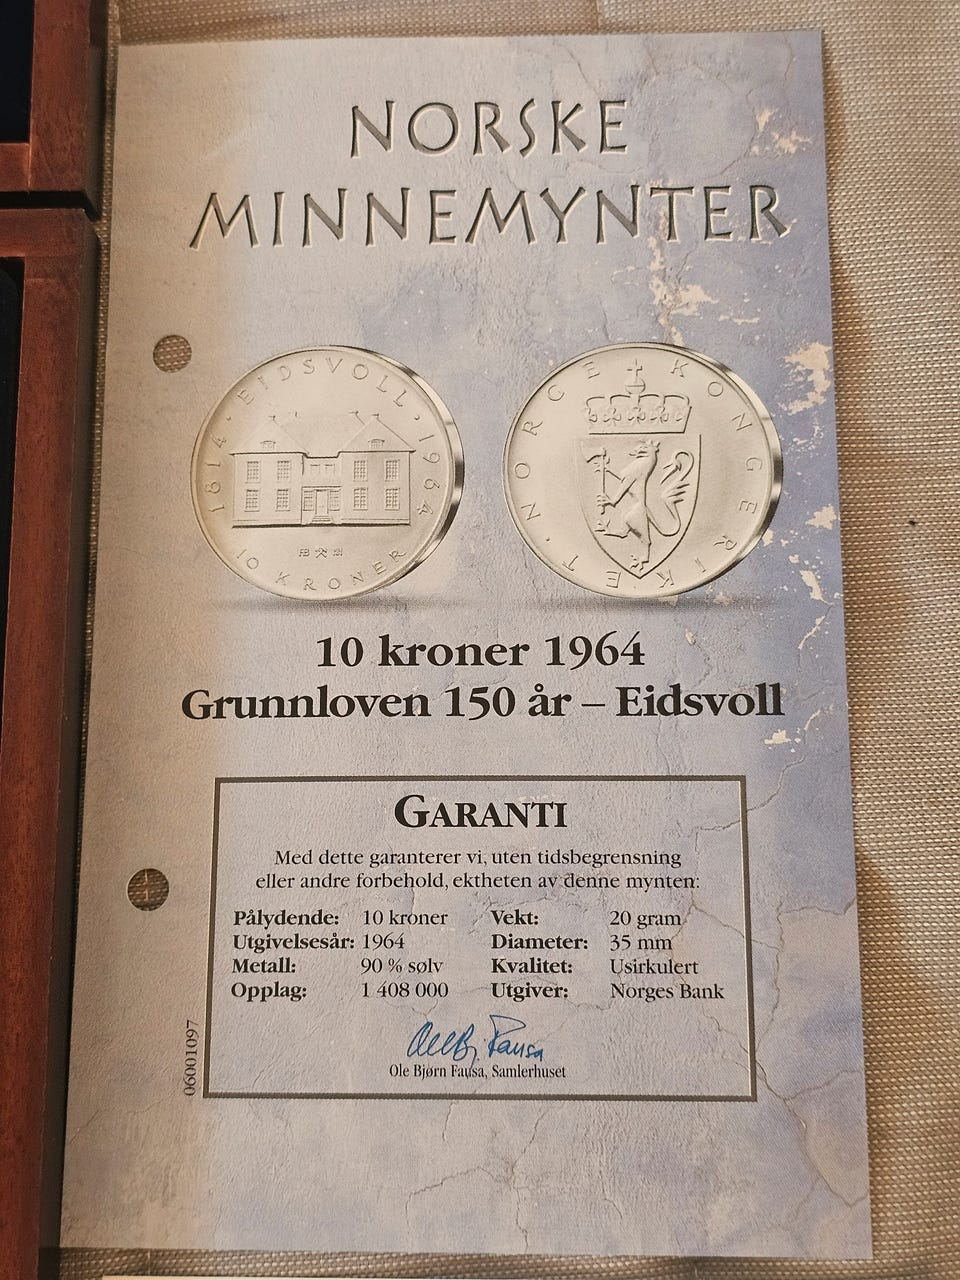 NORSKE
MINNEMYNTER
1814 · EIDSVOLL · 1964
10 KRONER
NORGE KONGERIKET ·
10 kroner 1964
Grunnloven 150 år – Eidsvoll
GARANTI
Med dette garanterer vi, uten tidsbegrensning
eller andre forbehold, ektheten av denne mynten:
Pålydende: 10 kroner Vekt: 20 gram
Utgivelsesår: 1964 Diameter: 35 mm
Metall: 90 % sølv Kvalitet: Usirkulert
Opplag: 1 408 000 Utgiver: Norges Bank
Ole Bjørn Fausa, Samlerhuset
06001097